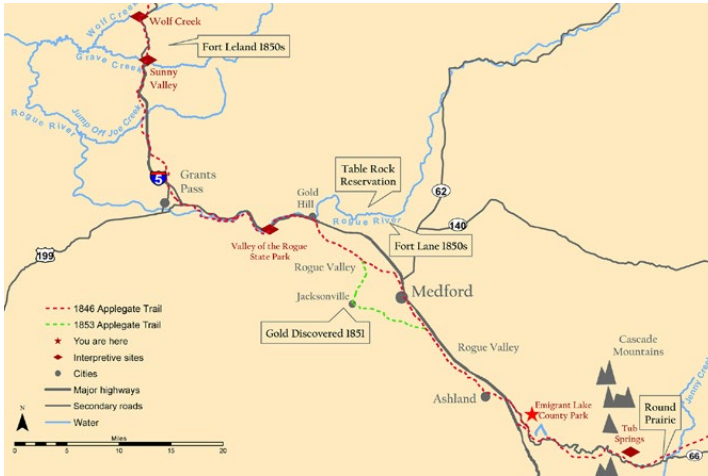 Wolf Creek
Wolf Creek
Fort Leland 1850s
Grave Creek
Sunny
Valley
Jump Off Joe Creek
Rogue River
Table Rock
Reservation
5
Grants
Pass
Gold
Hill
62
Rogue River
140
Fort Lane 1850s
199
Valley of the Rogue
State Park
Rogue Valley
Medford
Jacksonville
Gold Discovered 1851
1846 Applegate Trail
1853 Applegate Trail
You are here
Interpretive sites
Cities
Major highways
Secondary roads
Water
N
Miles
0 5 10 15 20
Rogue Valley
Cascade
Mountains
Jenny Creek
Ashland
Emigrant Lake
County Park
Round
Prairie
Tub
Springs
66